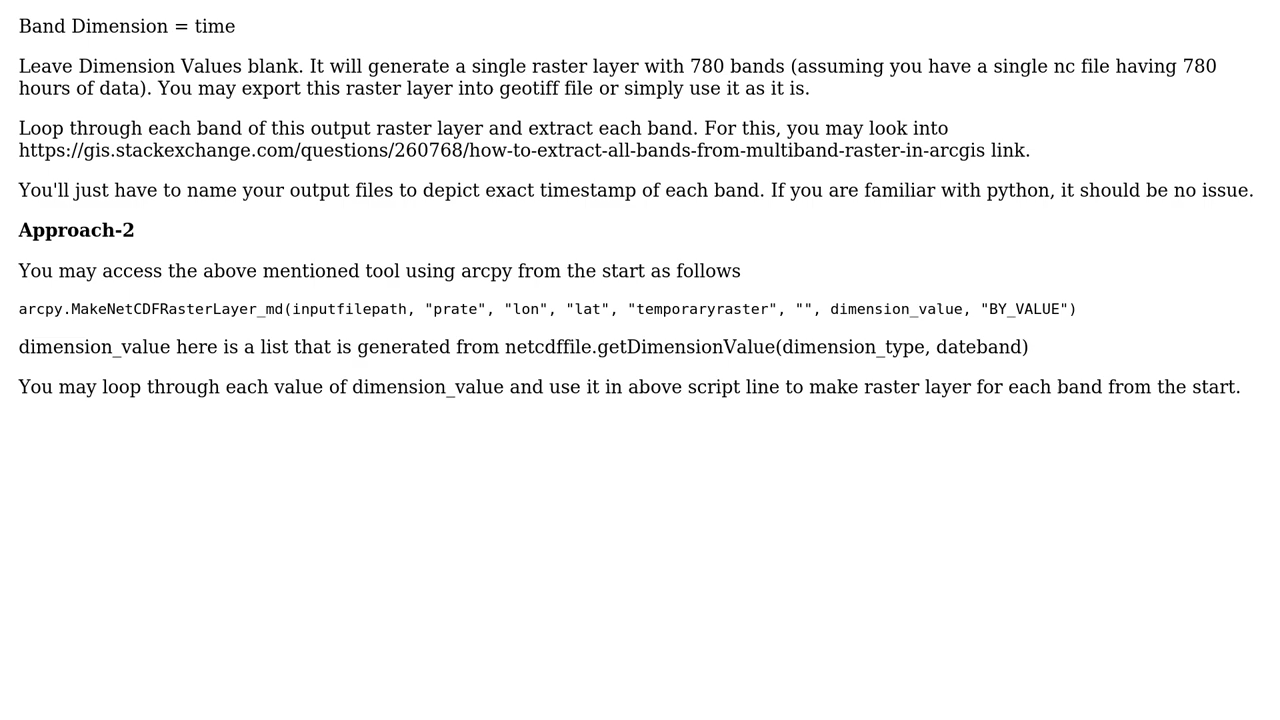 Band Dimension = time
Leave Dimension Values blank. It will generate a single raster layer with 780 bands (assuming you have a single nc file having 780
hours of data). You may export this raster layer into geotiff file or simply use it as it is.
Loop through each band of this output raster layer and extract each band. For this, you may look into
https://gis.stackexchange.com/questions/260768/how-to-extract-all-bands-from-multiband-raster-in-arcgis link.
You'll just have to name your output files to depict exact timestamp of each band. If you are familiar with python, it should be no issue.
Approach-2
You may access the above mentioned tool using arcpy from the start as follows
arcpy.MakeNetCDFRasterLayer_md(inputfilepath, "prate", "lon", "lat", "temporaryraster", "", dimension_value, "BY_VALUE")
dimension_value here is a list that is generated from netcdffile.getDimensionValue(dimension_type, dateband)
You may loop through each value of dimension_value and use it in above script line to make raster layer for each band from the start.